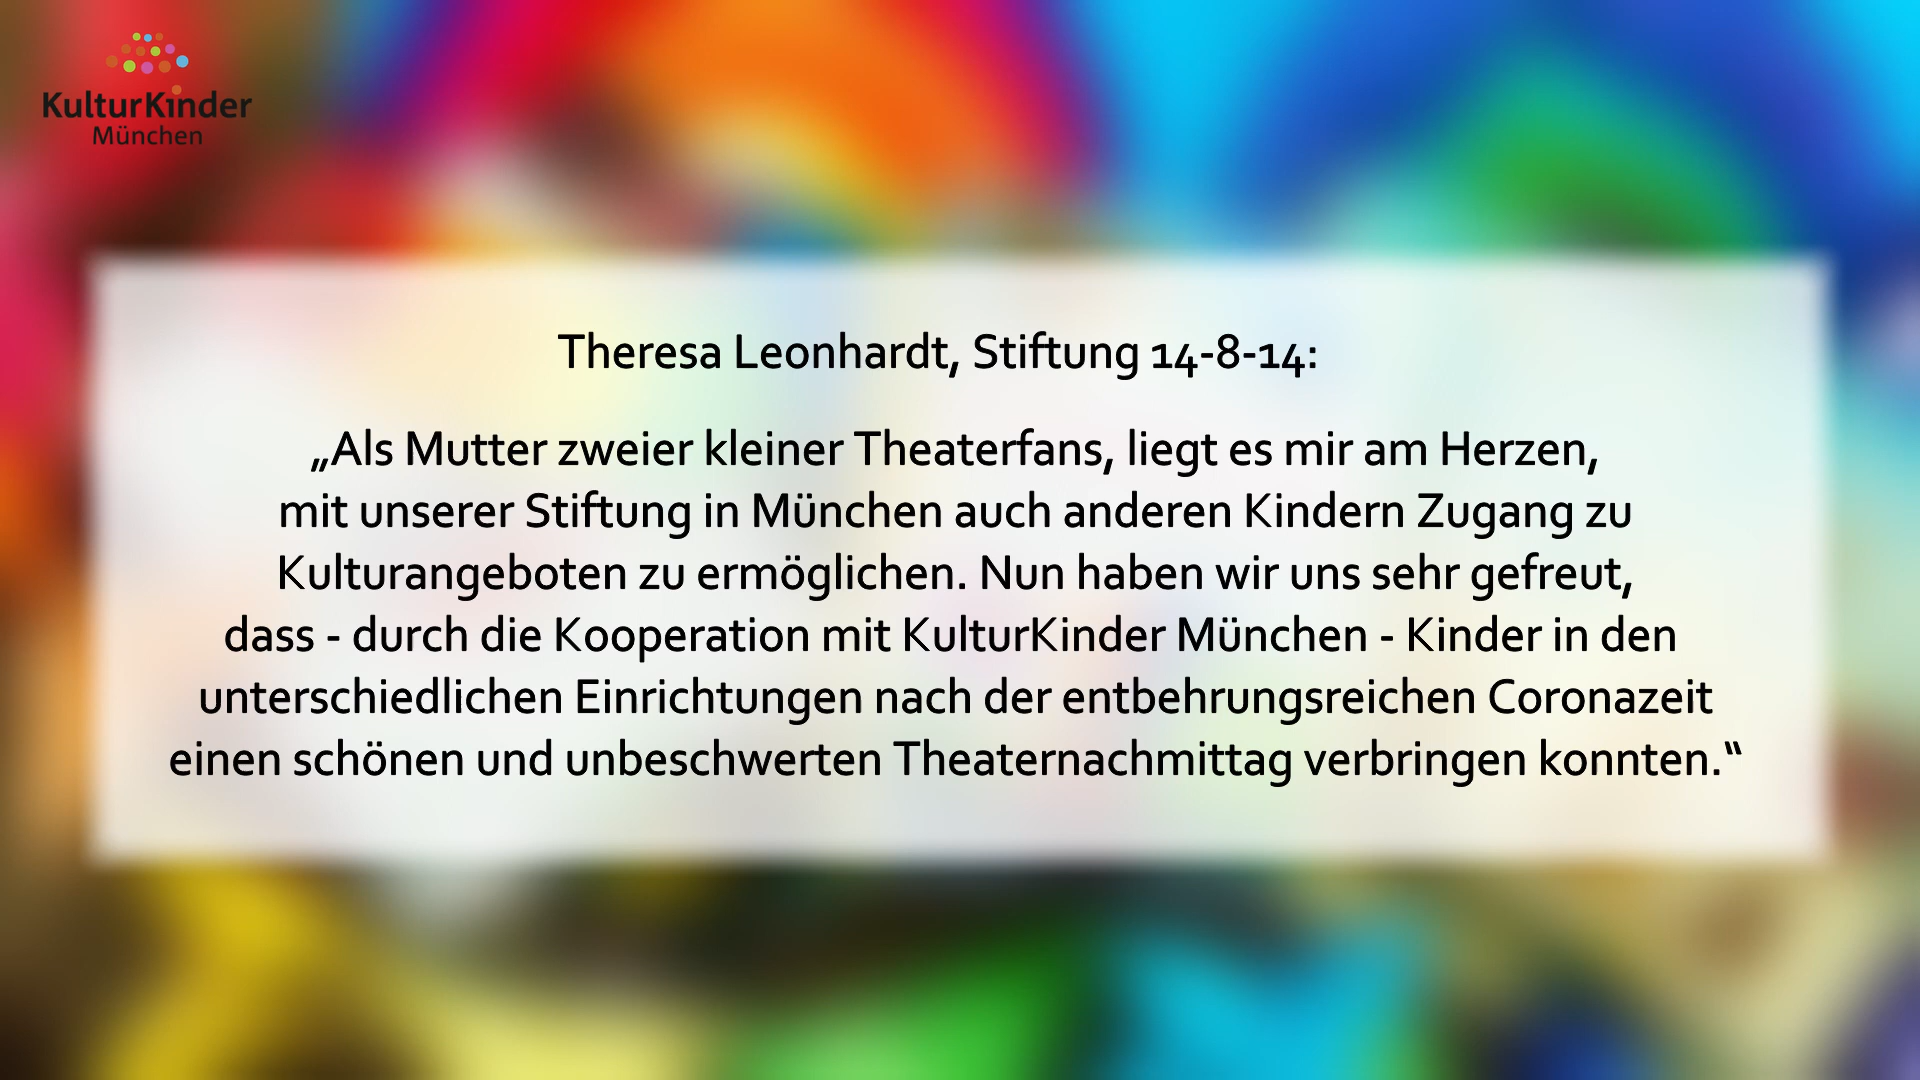 KulturKinder
München
Theresa Leonhardt, Stiftung 14-8-14:
„Als Mutter zweier kleiner Theaterfans, liegt es mir am Herzen,
mit unserer Stiftung in München auch anderen Kindern Zugang zu
Kulturangeboten zu ermöglichen. Nun haben wir uns sehr gefreut,
dass - durch die Kooperation mit KulturKinder München - Kinder in den
unterschiedlichen Einrichtungen nach der entbehrungsreichen Coronazeit
einen schönen und unbeschwerten Theaternachmittag verbringen konnten.“